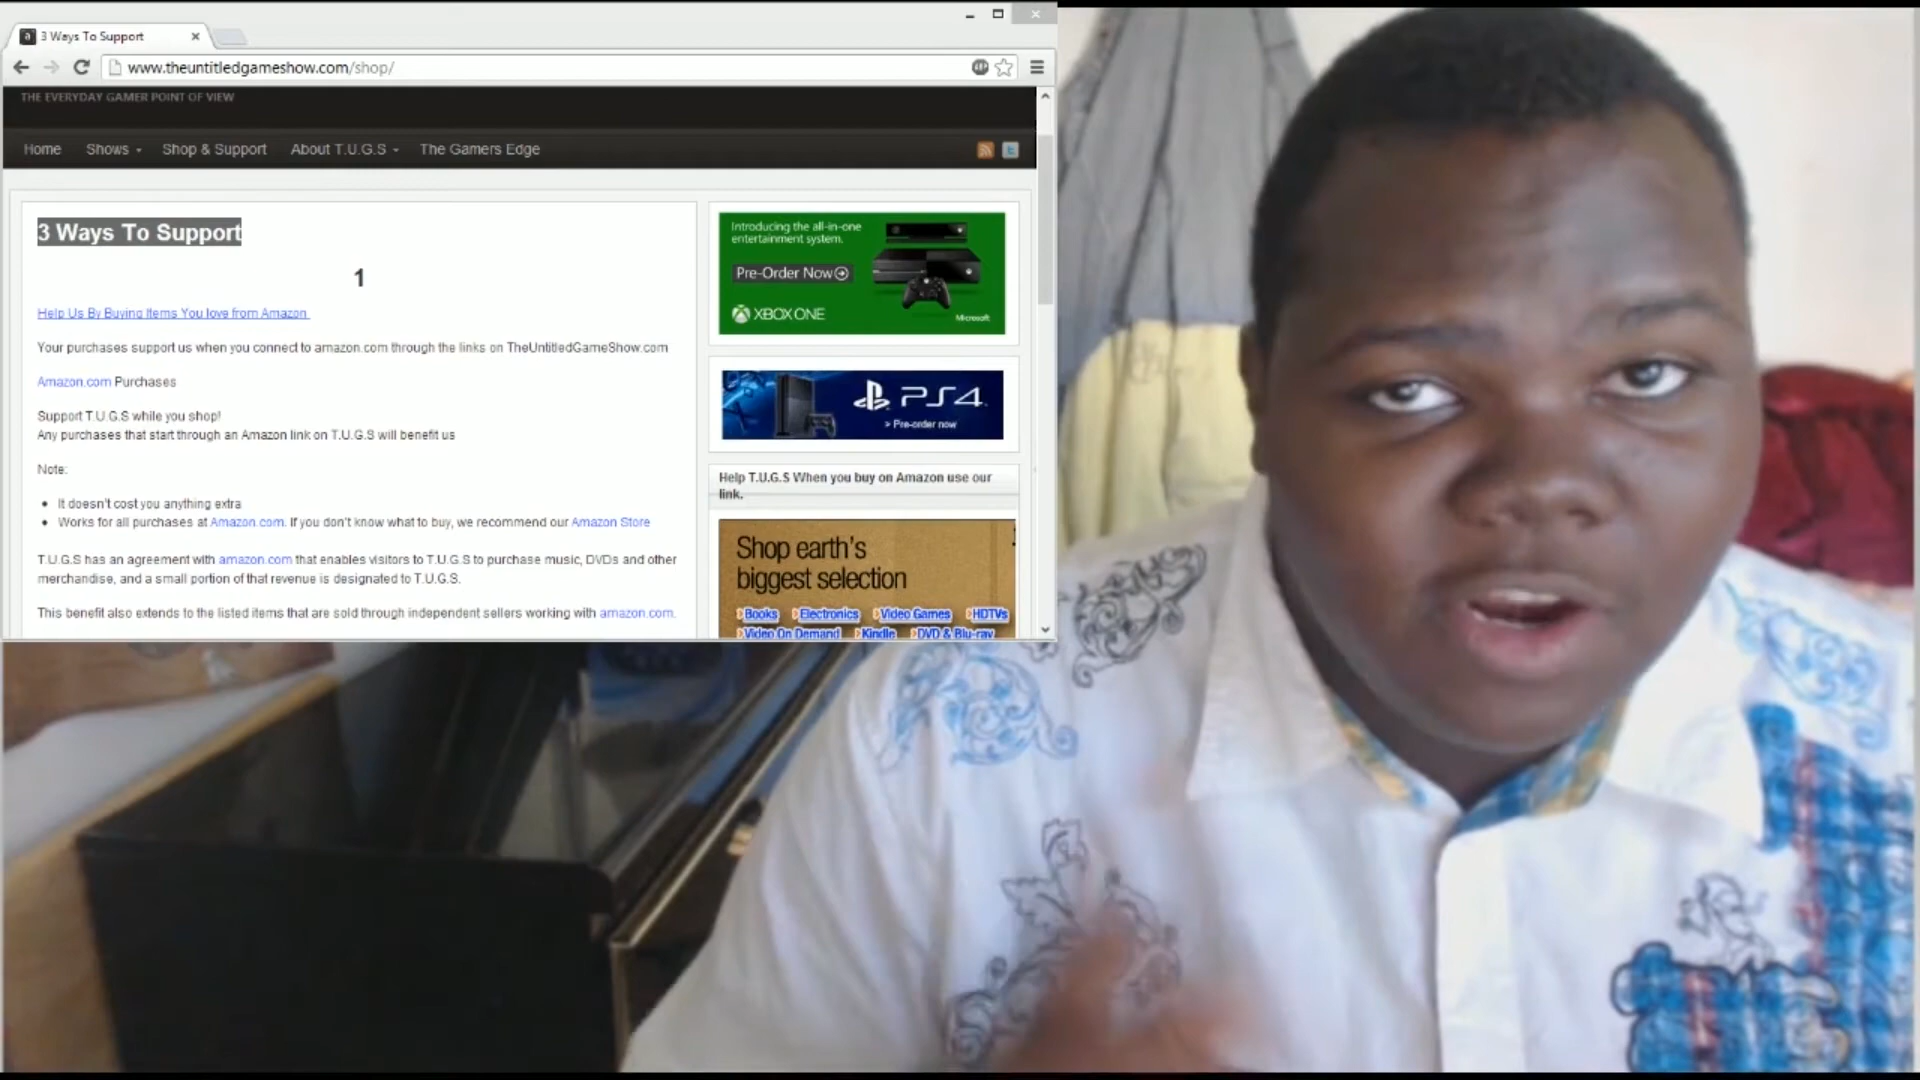 3 Ways To Support
www.theuntitledgameshow.com/shop/
THE EVERYDAY GAMER POINT OF VIEW
Home Shows Shop & Support About T.U.G.S The Gamers Edge
3 Ways To Support
1
Help Us By Buying Items You love from Amazon
Your purchases support us when you connect to amazon.com through the links on TheUntitledGameShow.com
Amazon.com Purchases
Support T.U.G.S while you shop!
Any purchases that start through an Amazon link on T.U.G.S will benefit us
Note:
It doesn't cost you anything extra
Works for all purchases at Amazon.com. If you don't know what to buy, we recommend our Amazon Store
T.U.G.S has an agreement with amazon.com that enables visitors to T.U.G.S to purchase music, DVDs and other
merchandise, and a small portion of that revenue is designated to T.U.G.S.
This benefit also extends to the listed items that are sold through independent sellers working with amazon.com.
Introducing the all-in-one
entertainment system.
Pre-Order Now
XBOX ONE
Microsoft
PS4
> Pre-order now
Help T.U.G.S When you buy on Amazon use our
link.
Shop earth's
biggest selection
Books Electronics Video Games HDTVs
Video On Demand Kindle DVD & Blu-ray